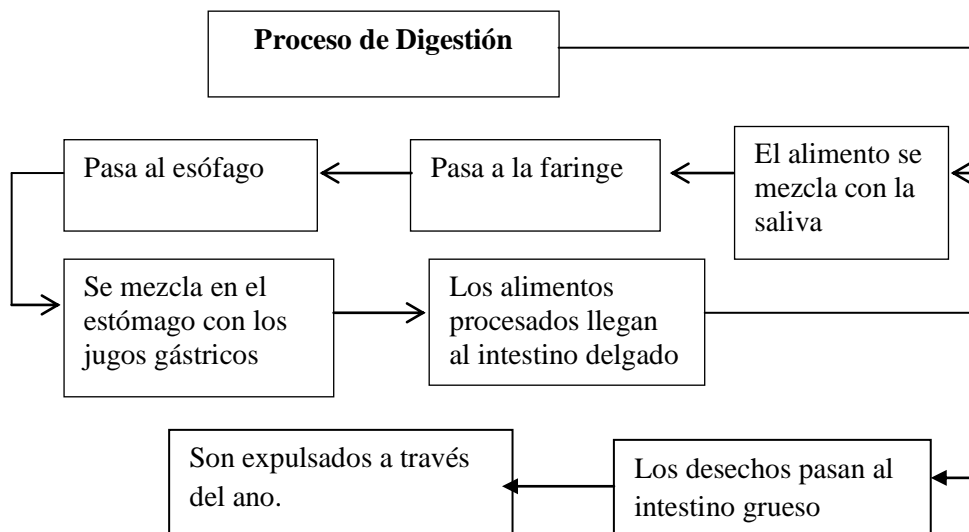 Proceso de Digestión
El alimento se
mezcla con la
saliva
Pasa a la faringe
Pasa al esófago
Se mezcla en el
estómago con los
jugos gástricos
Los alimentos
procesados llegan
al intestino delgado
Los desechos pasan al
intestino grueso
Son expulsados a través
del ano.